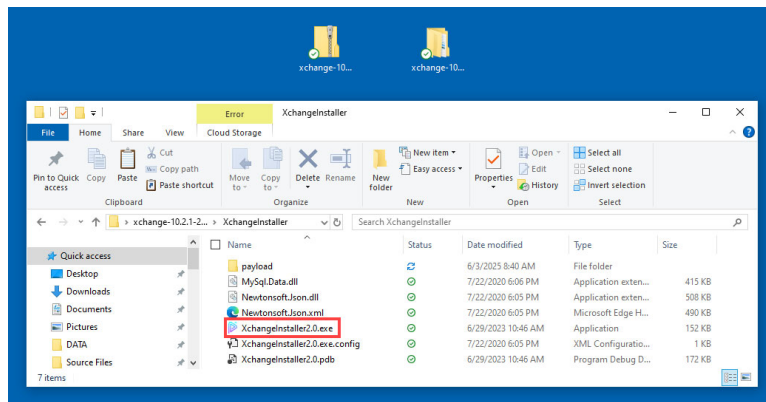 xchange-10...
xchange-10...
Error
XchangeInstaller
File
Home
Share
View
Cloud Storage
Pin to Quick access
Copy
Paste
Cut
Copy path
Paste shortcut
Clipboard
Move to
Copy to
Delete
Rename
Organize
New folder
New item
Easy access
New
Properties
Open
Edit
History
Open
Select all
Select none
Invert selection
Select
xchange-10.2.1-2...
XchangeInstaller
Search XchangeInstaller
Name Status Date modified Type Size
Quick access
Desktop
Downloads
Documents
Pictures
DATA
Source Files
payload 6/3/2025 8:40 AM File folder
MySql.Data.dll 7/22/2020 6:06 PM Application exten... 415 KB
Newtonsoft.Json.dll 7/22/2020 6:05 PM Application exten... 508 KB
Newtonsoft.Json.xml 7/22/2020 6:05 PM Microsoft Edge H... 490 KB
XchangeInstaller2.0.exe 6/29/2023 10:46 AM Application 152 KB
XchangeInstaller2.0.exe.config 7/22/2020 6:05 PM XML Configuratio... 1 KB
XchangeInstaller2.0.pdb 6/29/2023 10:46 AM Program Debug D... 172 KB
7 items